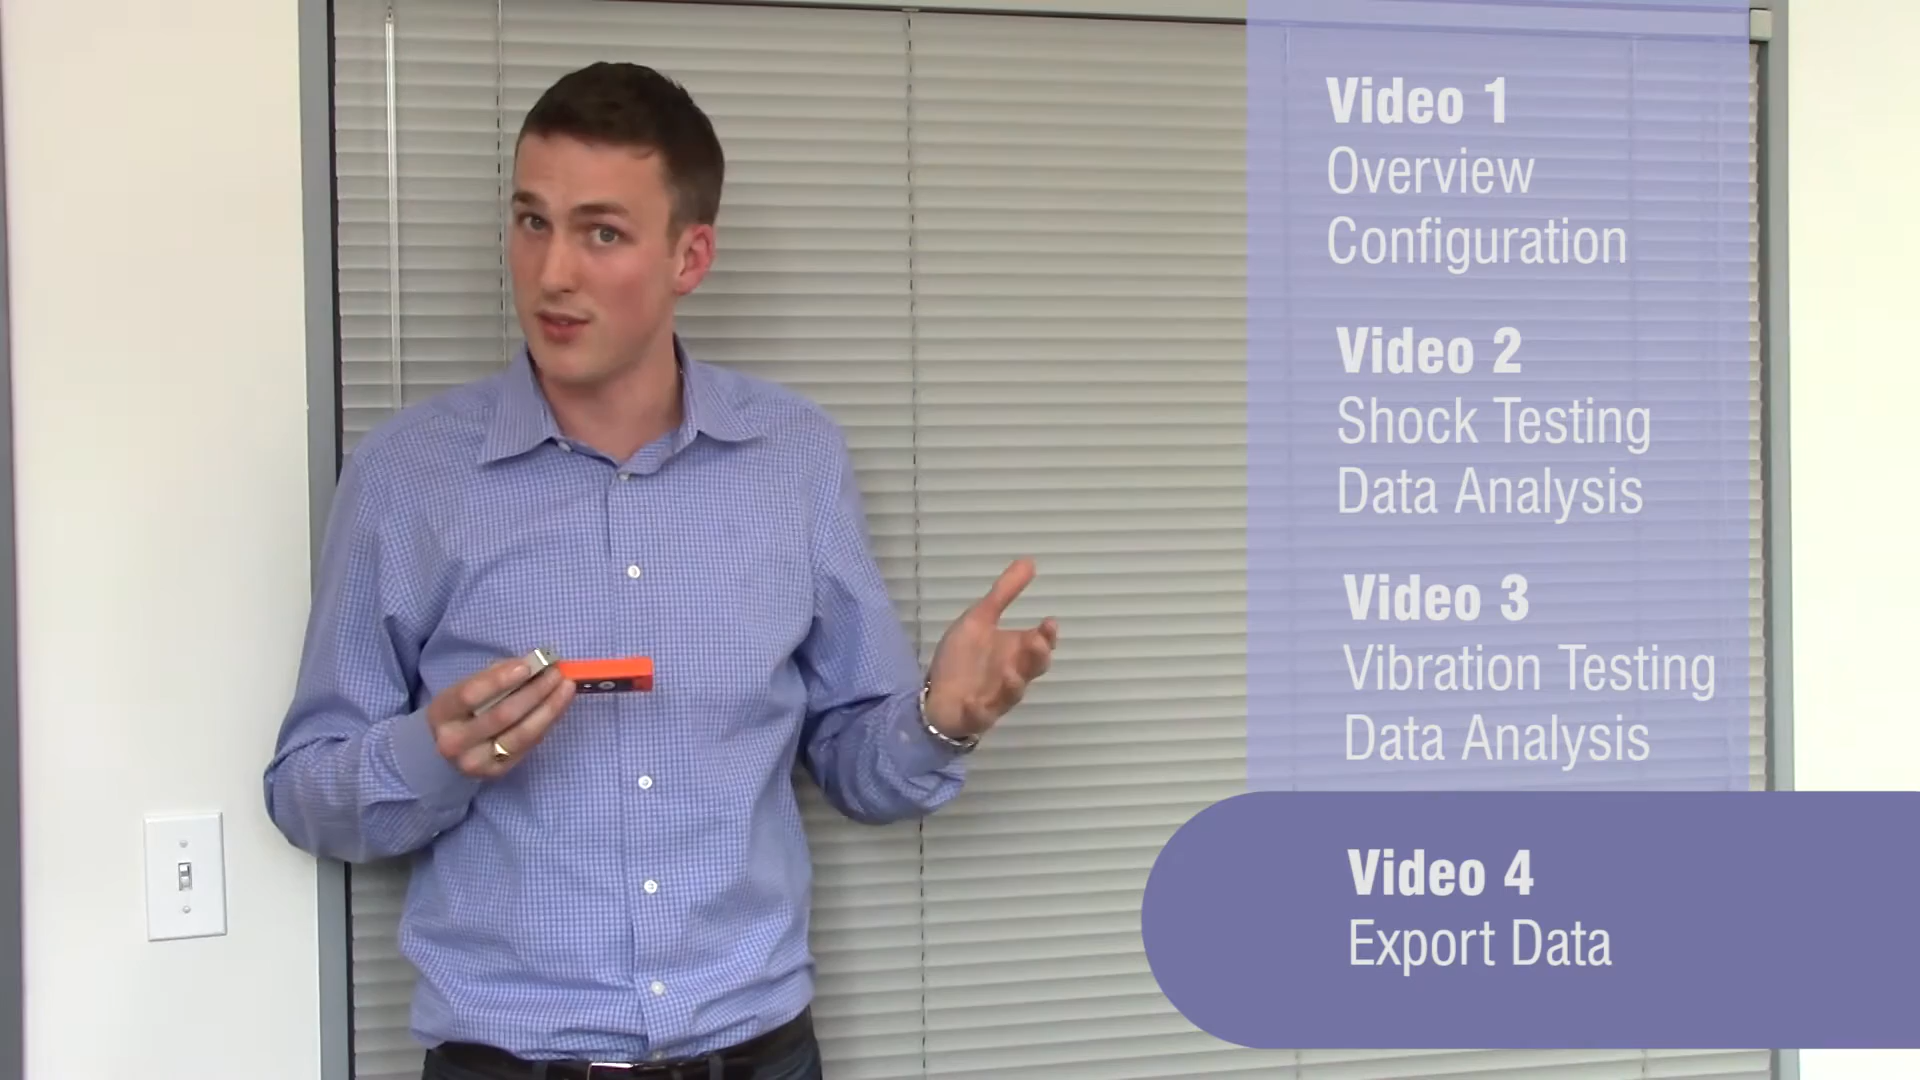 Video 1
Overview
Configuration
Video 2
Shock Testing
Data Analysis
Video 3
Vibration Testing
Data Analysis
Video 4
Export Data